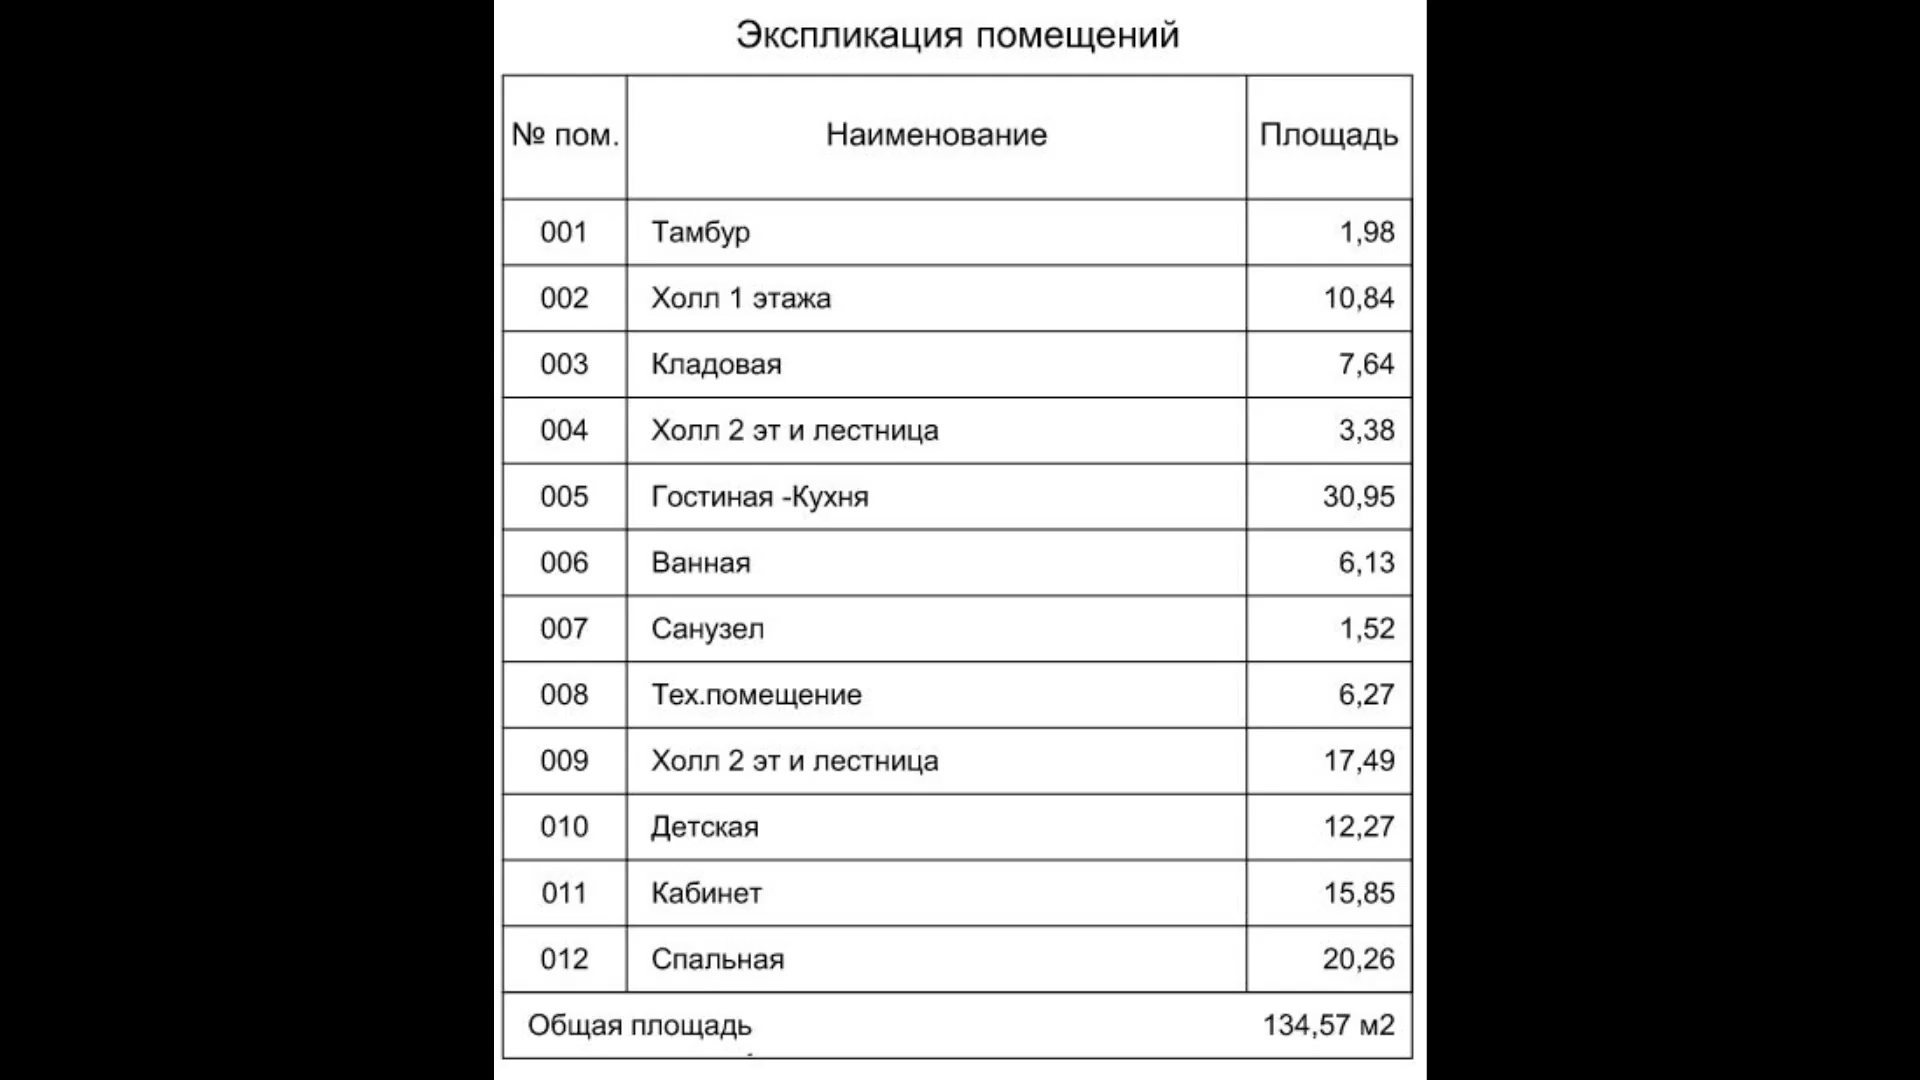 Экспликация помещений
№ пом. Наименование Площадь
001 Тамбур 1,98
002 Холл 1 этажа 10,84
003 Кладовая 7,64
004 Холл 2 эт и лестница 3,38
005 Гостиная -Кухня 30,95
006 Ванная 6,13
007 Санузел 1,52
008 Тех.помещение 6,27
009 Холл 2 эт и лестница 17,49
010 Детская 12,27
011 Кабинет 15,85
012 Спальная 20,26
Общая площадь 134,57 м2